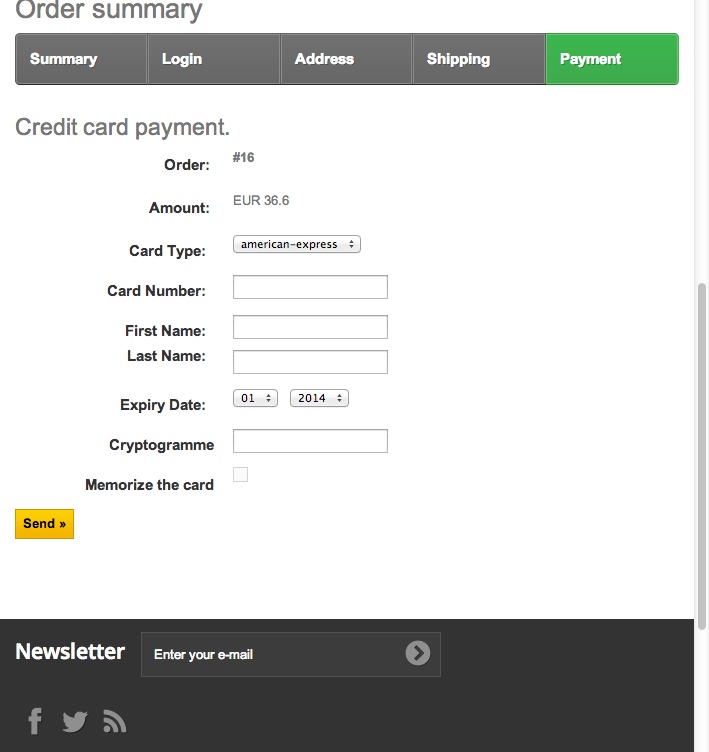 Order summary
Summary Login Address Shipping Payment
Credit card payment.
Order: #16
Amount: EUR 36.6
Card Type: american-express
Card Number:
First Name:
Last Name:
Expiry Date: 01 2014
Cryptogramme
Memorize the card
Send »
Newsletter Enter your e-mail